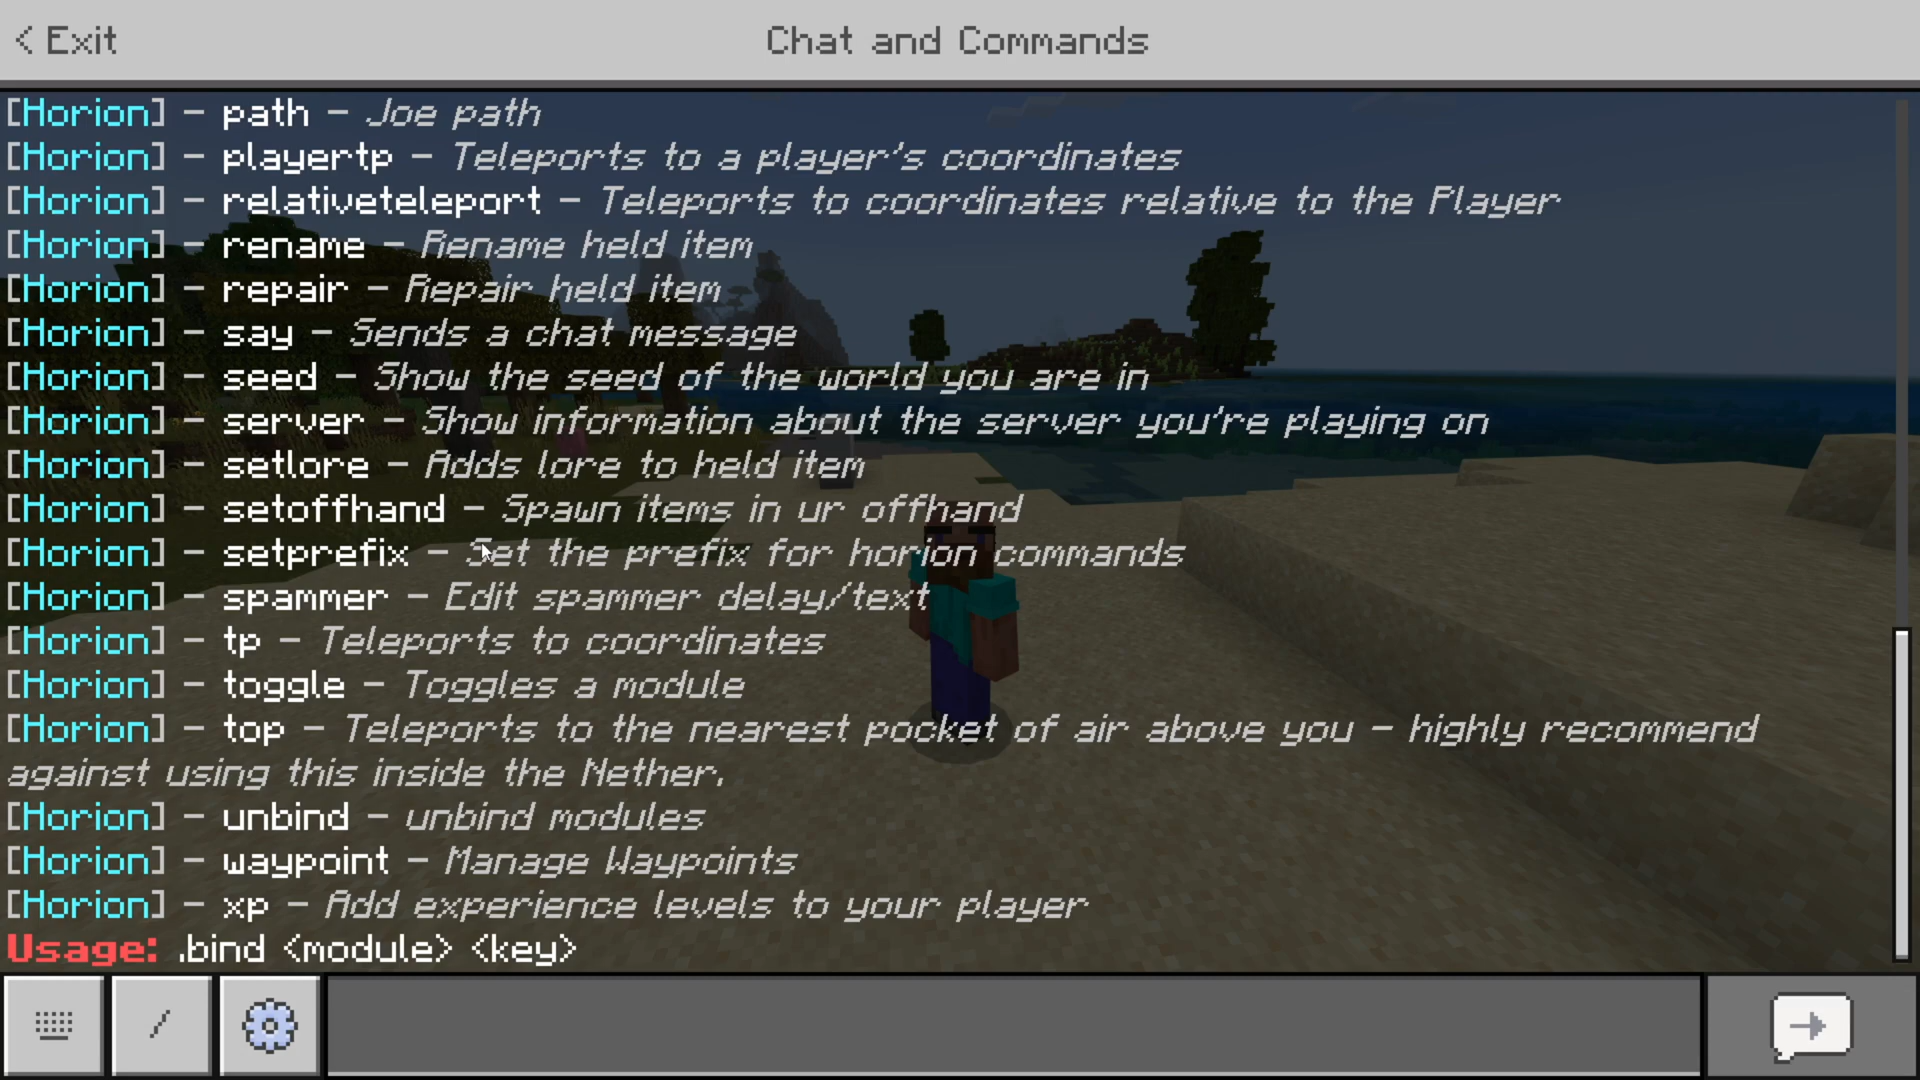 < Exit
Chat and Commands
[Horion] - path - Joe path
[Horion] - playertp - Teleports to a player's coordinates
[Horion] - relativeteleport - Teleports to coordinates relative to the Player
[Horion] - rename - Rename held item
[Horion] - repair - Repair held item
[Horion] - say - Sends a chat message
[Horion] - seed - Show the seed of the world you are in
[Horion] - server - Show information about the server you're playing on
[Horion] - setlore - Adds lore to held item
[Horion] - setoffhand - Spawn items in ur offhand
[Horion] - setprefix - Set the prefix for horion commands
[Horion] - spammer - Edit spammer delay/text
[Horion] - tp - Teleports to coordinates
[Horion] - toggle - Toggles a module
[Horion] - top - Teleports to the nearest pocket of air above you - highly recommend
against using this inside the Nether.
[Horion] - unbind - unbind modules
[Horion] - waypoint - Manage Waypoints
[Horion] - xp - Add experience levels to your player
Usage: .bind <module> <key>
/